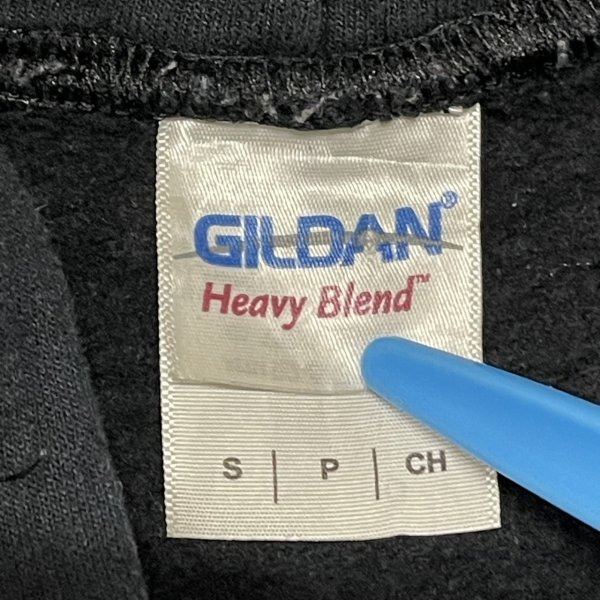 GILDAN®
Heavy Blend™
S | P | CH